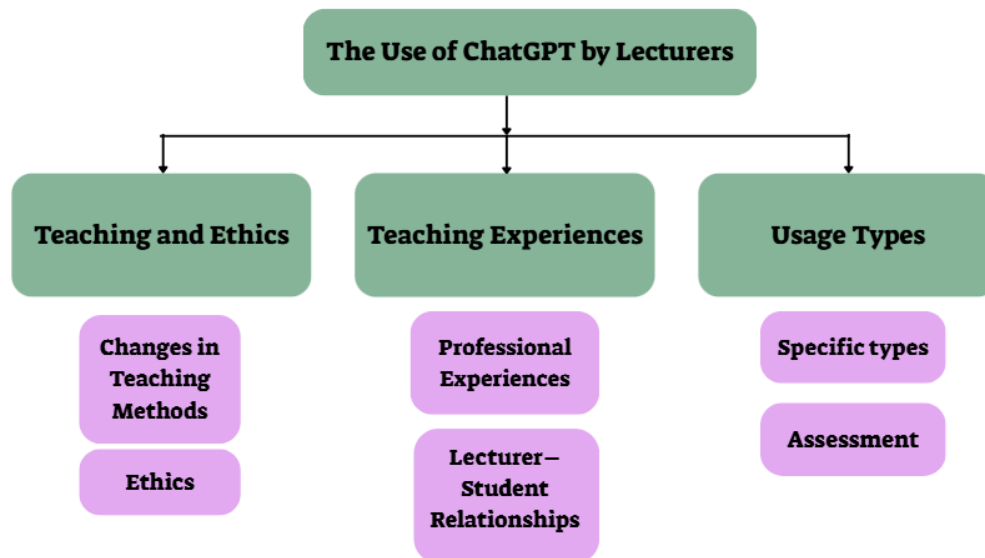 The Use of ChatGPT by Lecturers
Teaching and Ethics
Teaching Experiences
Usage Types
Changes in
Teaching
Methods
Ethics
Professional
Experiences
Lecturer–
Student
Relationships
Specific types
Assessment